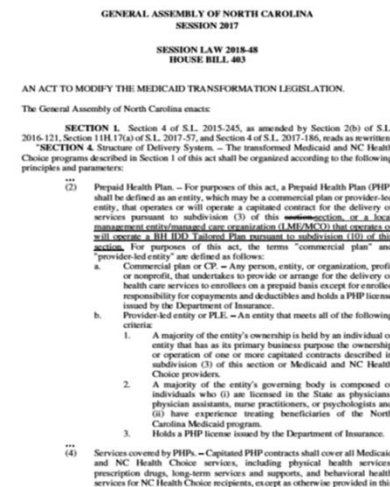 GENERAL ASSEMBLY OF NORTH CAROLINA
SESSION 2017
SESSION LAW 2018-48
HOUSE BILL 403
AN ACT TO MODIFY THE MEDICAID TRANSFORMATION LEGISLATION.
The General Assembly of North Carolina enacts:
SECTION 1. Section 4 of S.L. 2015-245, as amended by Section 2(b) of S.L.
2016-121, Section 11H.17(a) of S.L. 2017-57, and Section 4 of S.L. 2017-186, reads as rewritten
"SECTION 4. Structure of Delivery System. – The transformed Medicaid and NC Health
Choice programs described in Section 1 of this act shall be organized according to the following
principles and parameters:
...
(2) Prepaid Health Plan. – For purposes of this act, a Prepaid Health Plan (PHP
shall be defined as an entity, which may be a commercial plan or provider-led
entity, that operates or will operate a capitated contract for the delivery o
services pursuant to subdivision (3) of this section. section, or a loca
management entity/managed care organization (LME/MCO) that operates o
will operate a BH IDD Tailored Plan pursuant to subdivision (10) of this
section. For purposes of this act, the terms "commercial plan" and
"provider-led entity" are defined as follows:
a. Commercial plan or CP. – Any person, entity, or organization, profi
or nonprofit, that undertakes to provide or arrange for the delivery o
health care services to enrollees on a prepaid basis except for enrollee
responsibility for copayments and deductibles and holds a PHP license
issued by the Department of Insurance.
b. Provider-led entity or PLE. – An entity that meets all of the following
criteria:
1. A majority of the entity's ownership is held by an individual o
entity that has as its primary business purpose the ownership
or operation of one or more capitated contracts described in
subdivision (3) of this section or Medicaid and NC Health
Choice providers.
2. A majority of the entity's governing body is composed o
individuals who (i) are licensed in the State as physicians
physician assistants, nurse practitioners, or psychologists and
(ii) have experience treating beneficiaries of the North
Carolina Medicaid program.
3. Holds a PHP license issued by the Department of Insurance.
...
(4) Services covered by PHPs. – Capitated PHP contracts shall cover all Medicaid
and NC Health Choice services, including physical health services
prescription drugs, long-term services and supports, and behavioral health
services for NC Health Choice recipients, except as otherwise provided in this